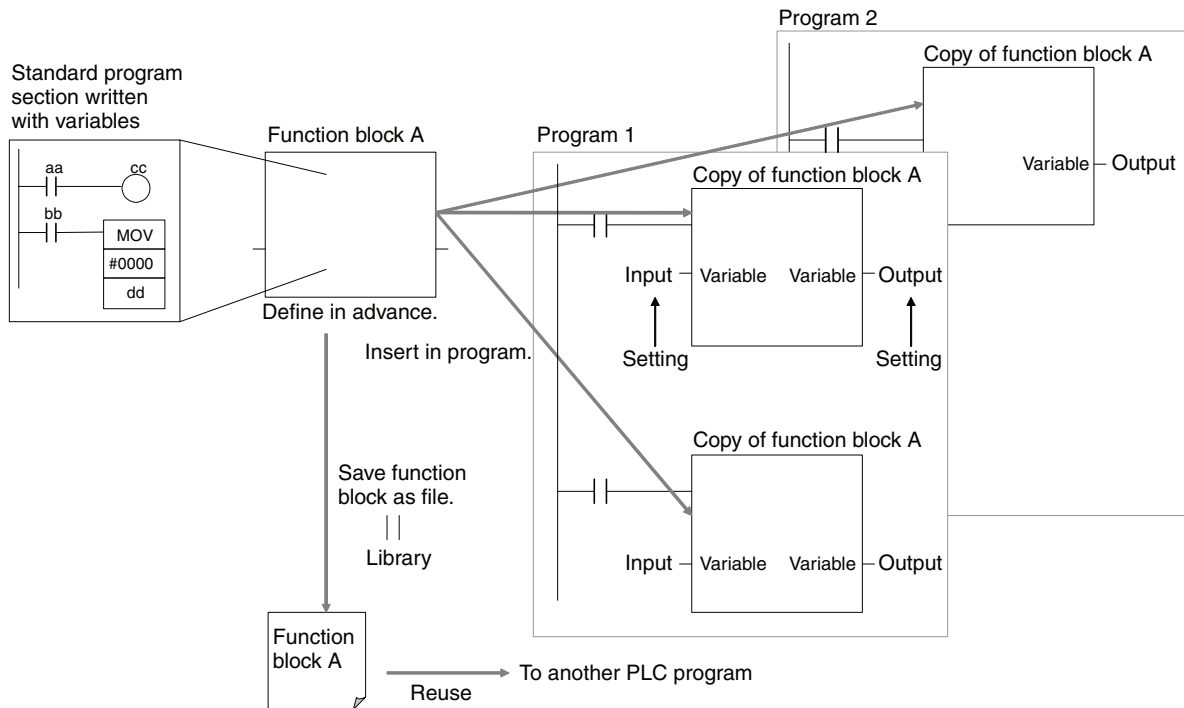 Program 2
Copy of function block A
Variable
Output
Standard program
section written
with variables
aa
cc
bb
MOV
#0000
dd
Function block A
Define in advance.
Insert in program.
Program 1
Copy of function block A
Input
Variable
Variable
Output
Setting
Setting
Copy of function block A
Input
Variable
Variable
Output
Save function
block as file.
Library
Function
block A
Reuse
To another PLC program